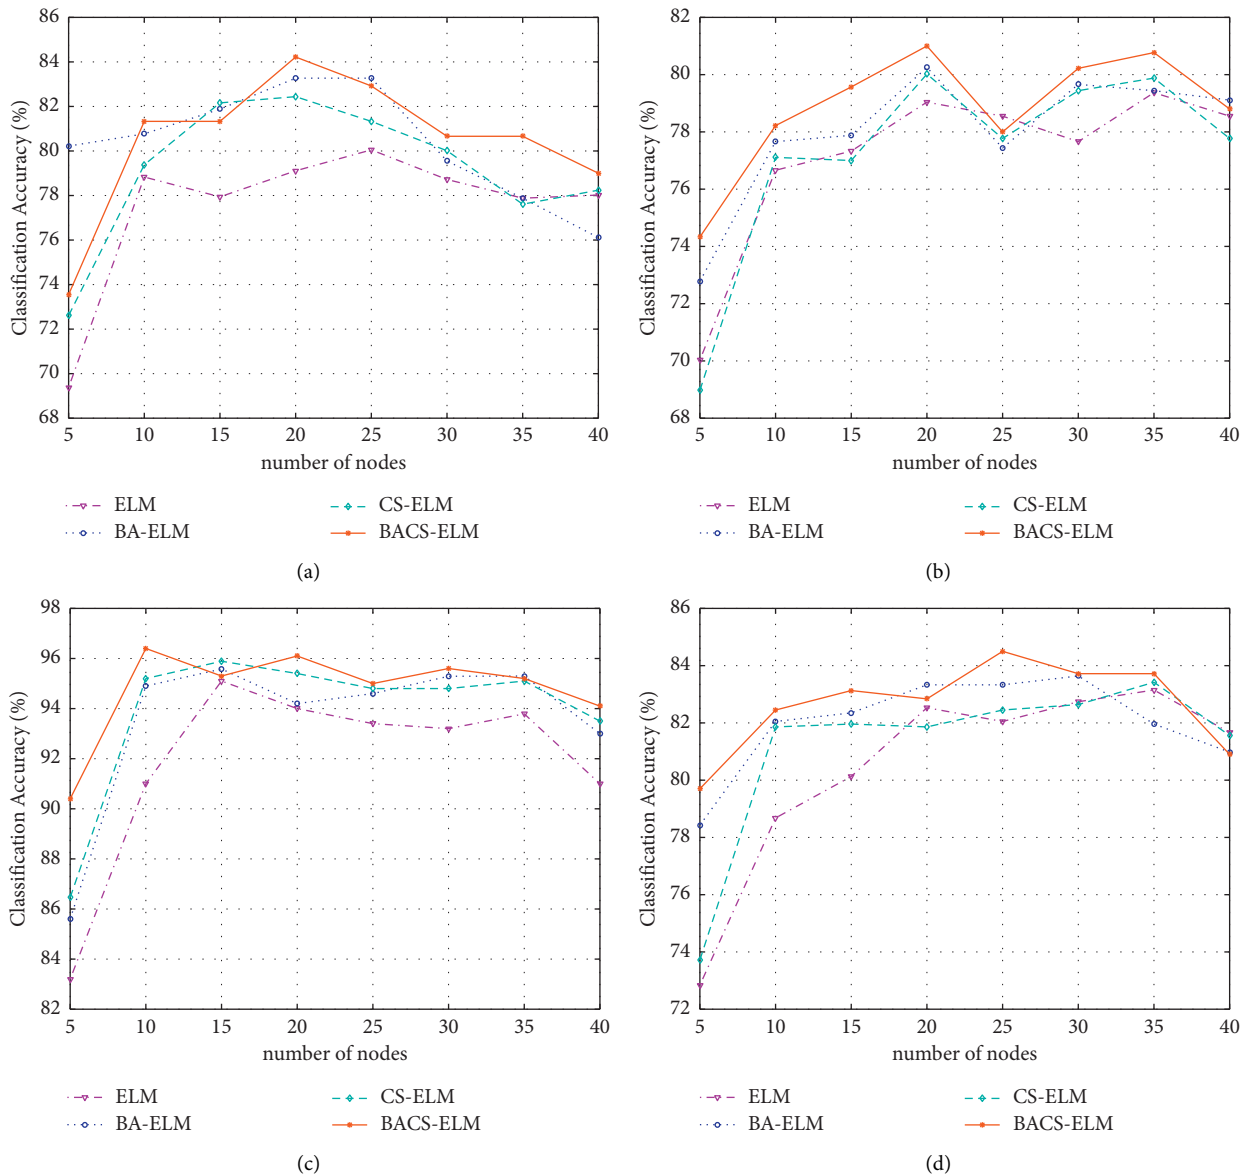 86
84
82
80
78
76
74
72
70
68
Classification Accuracy (%)
5 10 15 20 25 30 35 40
number of nodes
ELM
BA-ELM
CS-ELM
BACS-ELM
(a)
82
80
78
76
74
72
70
68
Classification Accuracy (%)
5 10 15 20 25 30 35 40
number of nodes
ELM
BA-ELM
CS-ELM
BACS-ELM
(b)
98
96
94
92
90
88
86
84
82
Classification Accuracy (%)
5 10 15 20 25 30 35 40
number of nodes
ELM
BA-ELM
CS-ELM
BACS-ELM
(c)
86
84
82
80
78
76
74
72
Classification Accuracy (%)
5 10 15 20 25 30 35 40
number of nodes
ELM
BA-ELM
CS-ELM
BACS-ELM
(d)